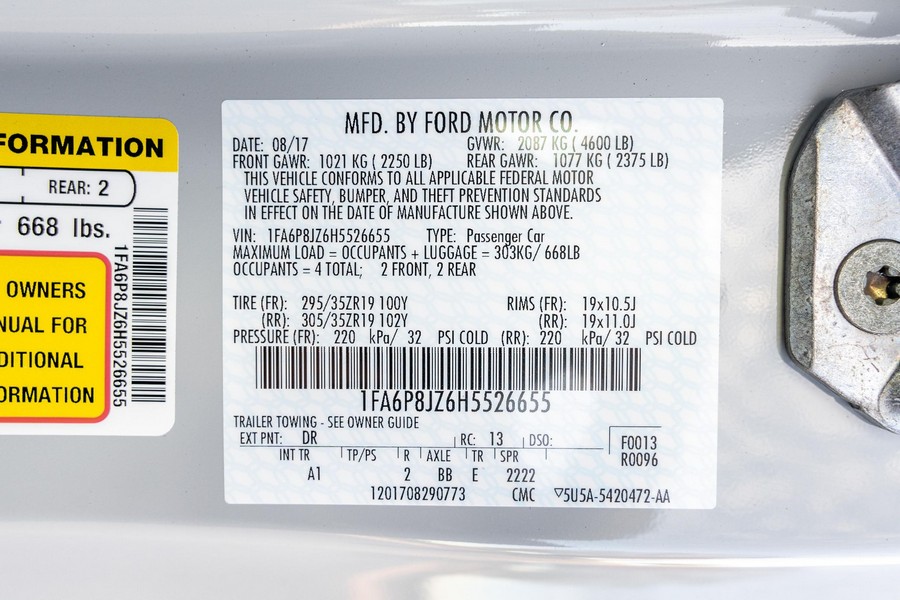 FORMATION
REAR: 2
668 lbs.
OWNERS
NUAL FOR
DITIONAL
ORMATION
1FA6P8JZ6H5526655
MFD. BY FORD MOTOR CO.
DATE: 08/17 GVWR: 2087 KG ( 4600 LB)
FRONT GAWR: 1021 KG ( 2250 LB) REAR GAWR: 1077 KG ( 2375 LB)
THIS VEHICLE CONFORMS TO ALL APPLICABLE FEDERAL MOTOR
VEHICLE SAFETY, BUMPER, AND THEFT PREVENTION STANDARDS
IN EFFECT ON THE DATE OF MANUFACTURE SHOWN ABOVE.
VIN: 1FA6P8JZ6H5526655 TYPE: Passenger Car
MAXIMUM LOAD = OCCUPANTS + LUGGAGE = 303KG/ 668LB
OCCUPANTS = 4 TOTAL; 2 FRONT, 2 REAR
TIRE (FR): 295/35ZR19 100Y RIMS (FR): 19x10.5J
(RR): 305/35ZR19 102Y (RR): 19x11.0J
PRESSURE (FR): 220 kPa/ 32 PSI COLD (RR): 220 kPa/ 32 PSI COLD
1FA6P8JZ6H5526655
TRAILER TOWING - SEE OWNER GUIDE
EXT PNT: DR RC: 13 DSO: F0013
R0096
INT TR TP/PS R AXLE TR SPR
A1 2 BB E 2222
1201708290773 CMC ▽5U5A-5420472-AA